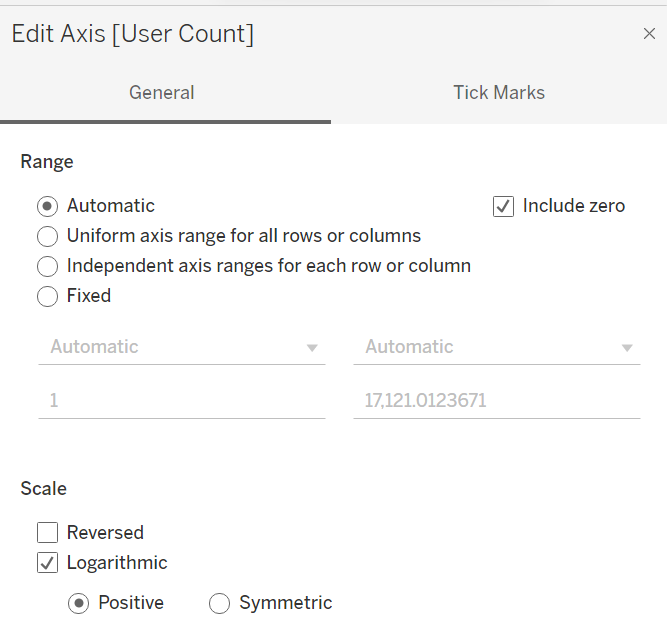 Edit Axis [User Count]
General Tick Marks
Range
Automatic Include zero
Uniform axis range for all rows or columns
Independent axis ranges for each row or column
Fixed
Automatic Automatic
1 17,121.0123671
Scale
Reversed
Logarithmic
Positive Symmetric